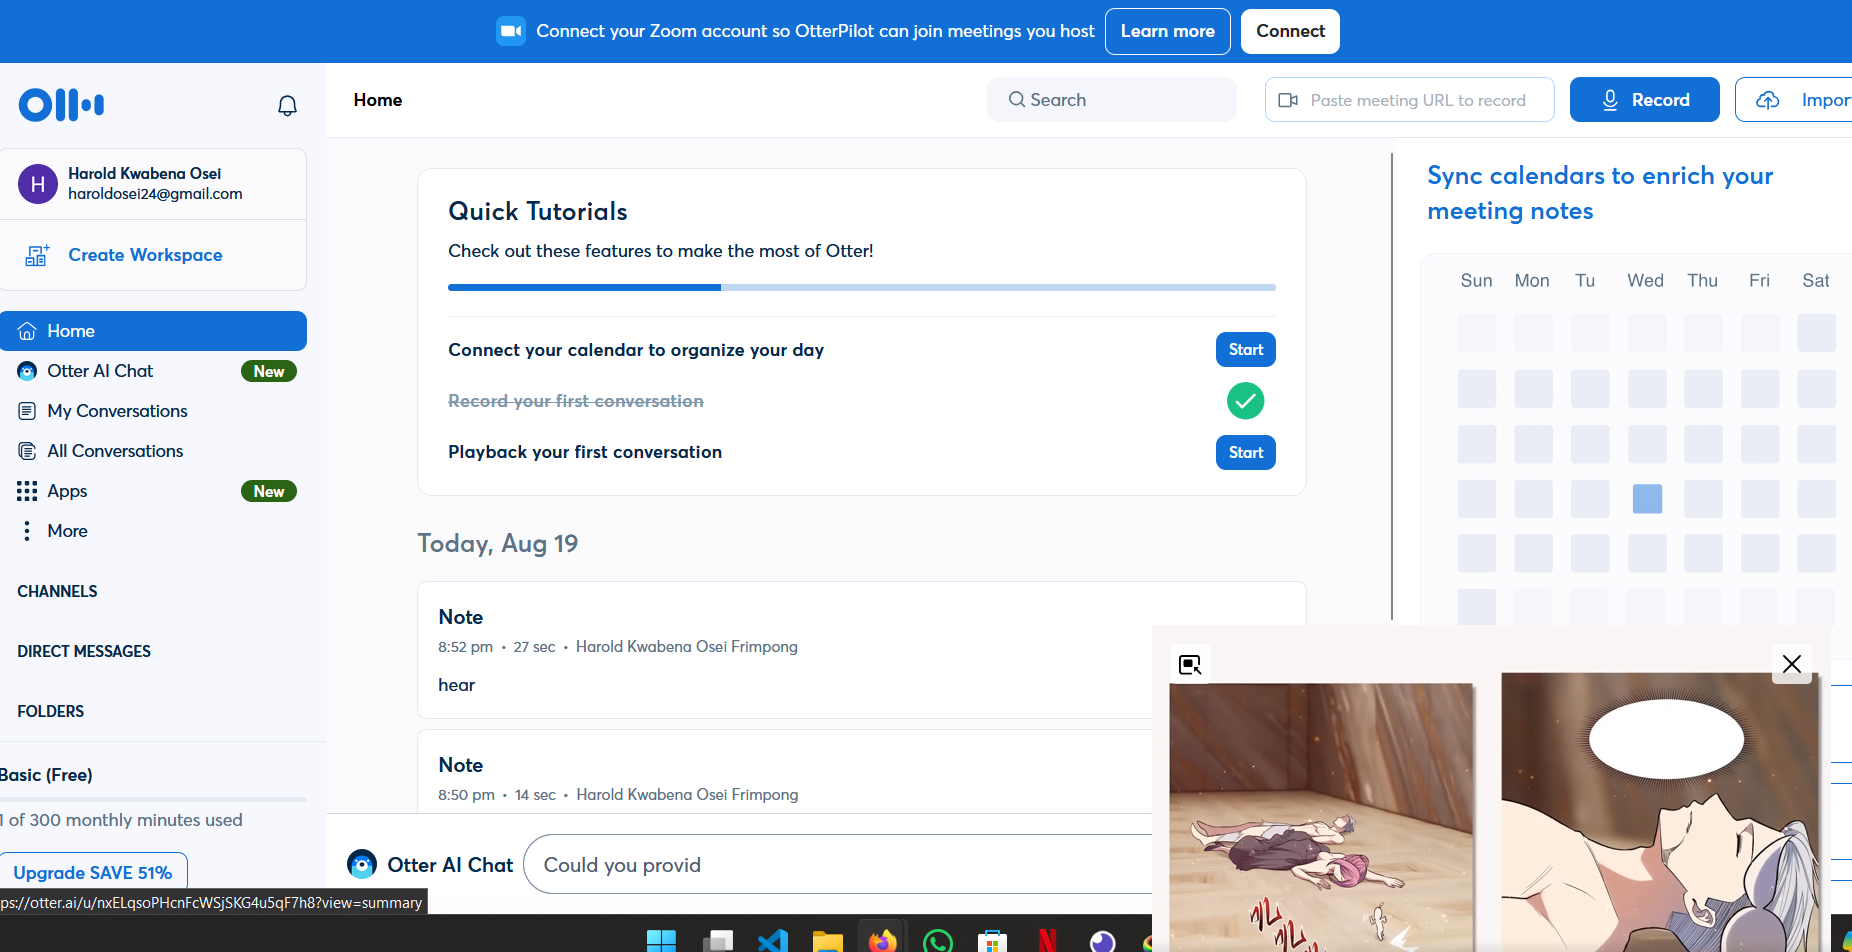 Connect your Zoom account so OtterPilot can join meetings you host
Learn more
Connect
Home
Search
Paste meeting URL to record
Record
Impor
Harold Kwabena Osei
haroldosei24@gmail.com
Create Workspace
Home
Otter AI Chat
New
My Conversations
All Conversations
Apps
New
More
CHANNELS
DIRECT MESSAGES
FOLDERS
Basic (Free)
1 of 300 monthly minutes used
Upgrade SAVE 51%
ps://otter.ai/u/nxELqsoPHcnFcWSjSKG4u5qF7h8?view=summary
Quick Tutorials
Check out these features to make the most of Otter!
Connect your calendar to organize your day
Start
Record your first conversation
Playback your first conversation
Start
Today, Aug 19
Note
8:52 pm • 27 sec • Harold Kwabena Osei Frimpong
hear
Note
8:50 pm • 14 sec • Harold Kwabena Osei Frimpong
Otter AI Chat
Could you provid
Sync calendars to enrich your
meeting notes
Sun Mon Tu Wed Thu Fri Sat